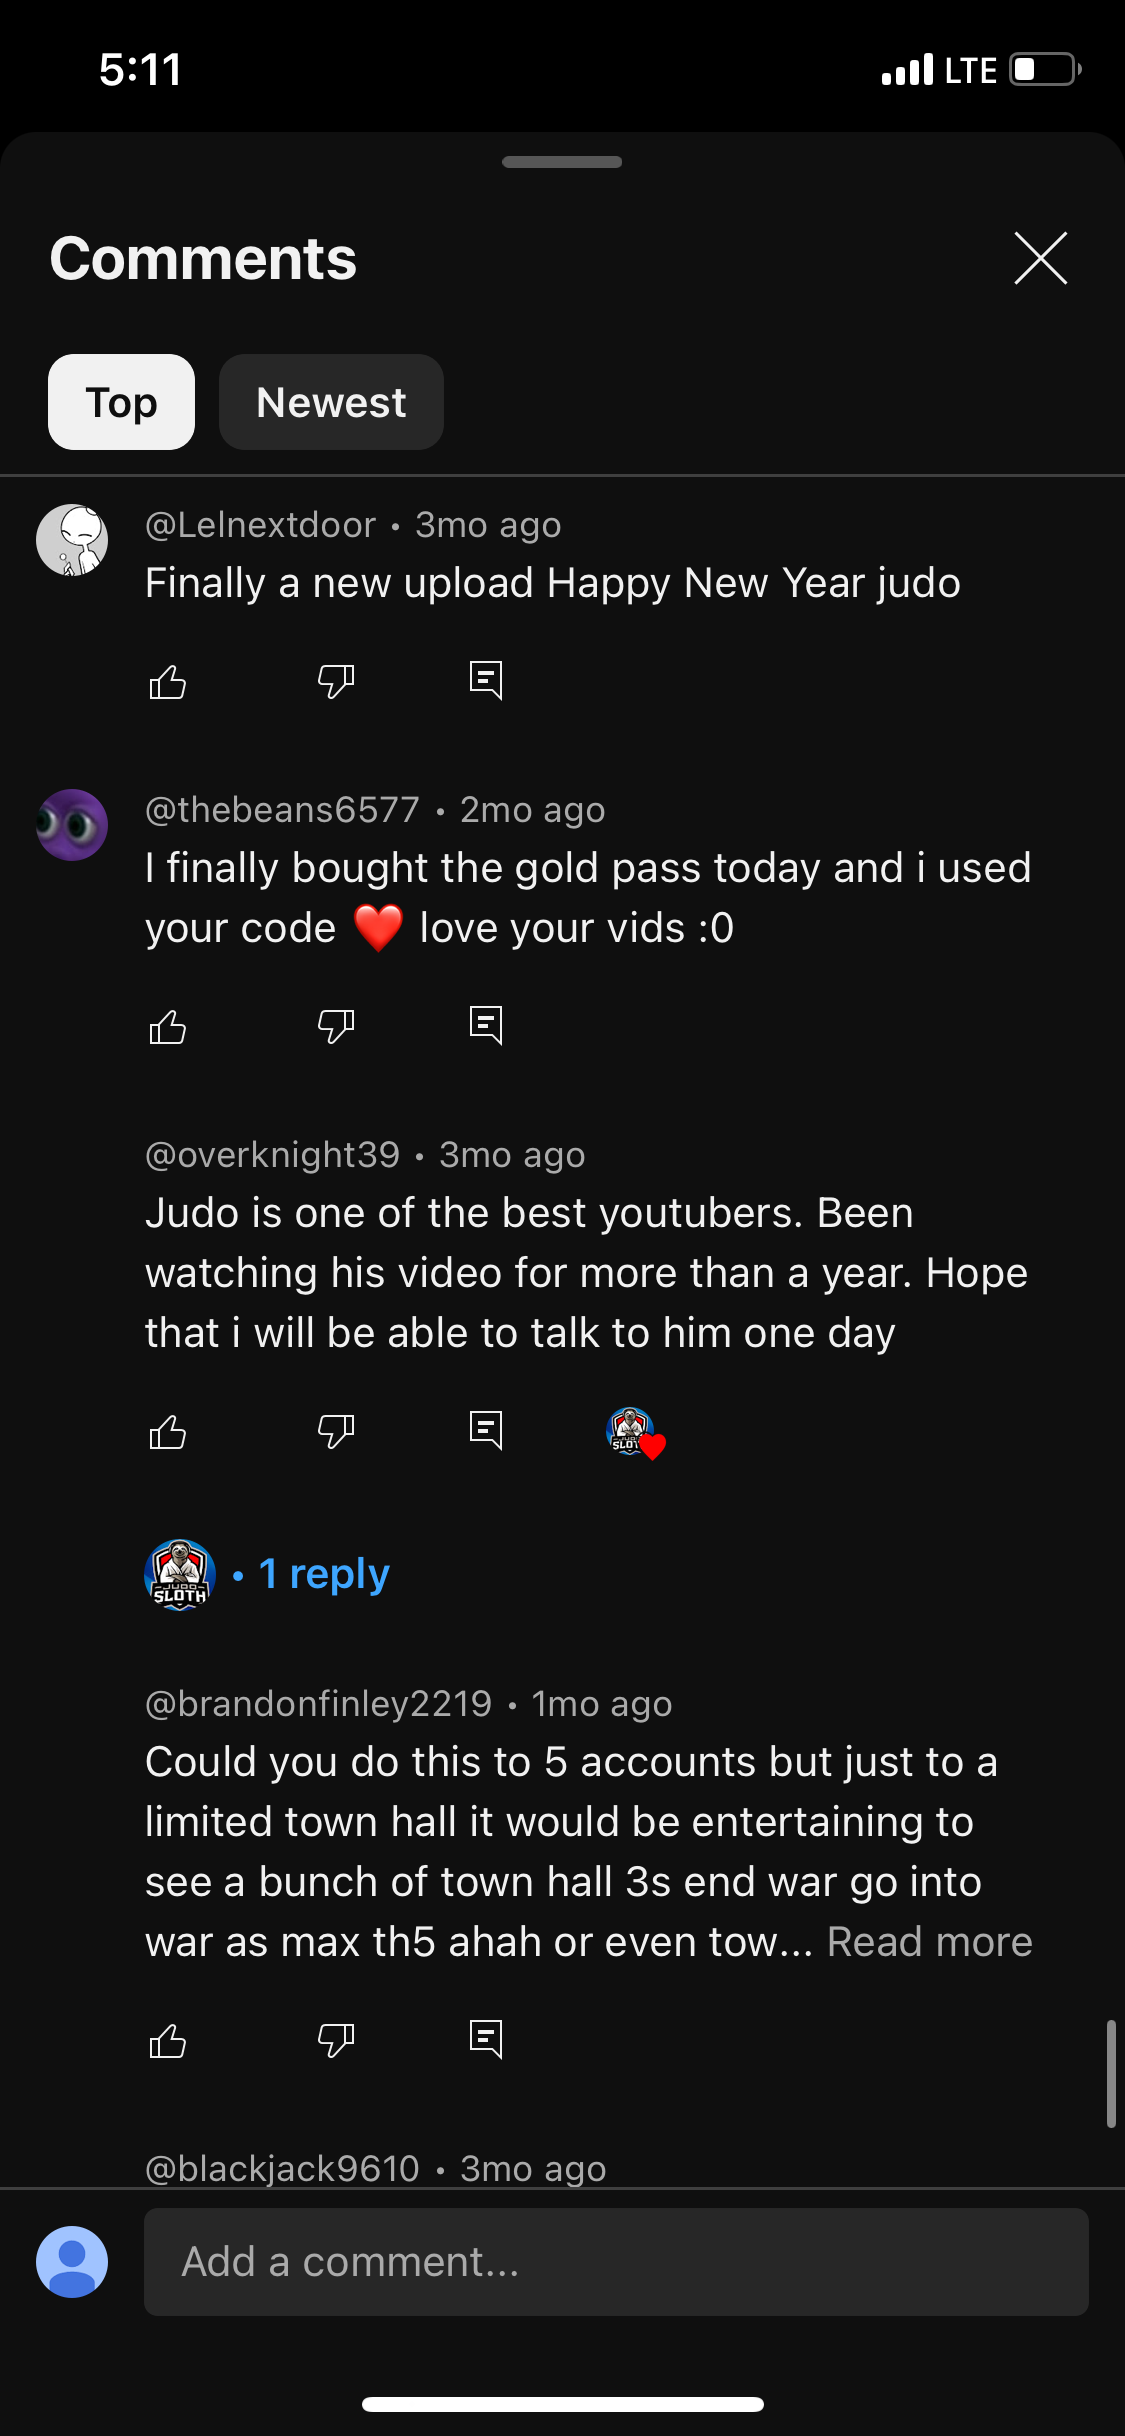 5:11
LTE
Comments
Top
Newest
@Lelnextdoor • 3mo ago
Finally a new upload Happy New Year judo
@thebeans6577 • 2mo ago
I finally bought the gold pass today and i used
your code ❤️ love your vids :0
@overknight39 • 3mo ago
Judo is one of the best youtubers. Been
watching his video for more than a year. Hope
that i will be able to talk to him one day
JUDO
SLOTH
• 1 reply
@brandonfinley2219 • 1mo ago
Could you do this to 5 accounts but just to a
limited town hall it would be entertaining to
see a bunch of town hall 3s end war go into
war as max th5 ahah or even tow... Read more
@blackjack9610 • 3mo ago
Add a comment...